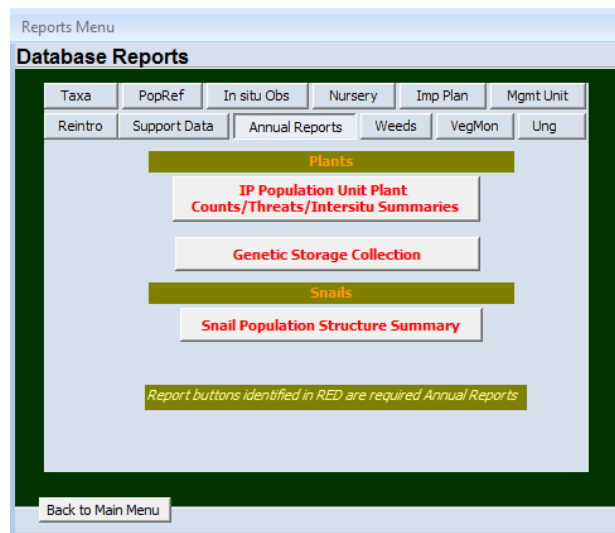 Reports Menu
Database Reports
Taxa PopRef In situ Obs Nursery Imp Plan Mgmt Unit
Reintro Support Data Annual Reports Weeds VegMon Ung
Plants
IP Population Unit Plant
Counts/Threats/Intersitu Summaries
Genetic Storage Collection
Snails
Snail Population Structure Summary
Report buttons identified in RED are required Annual Reports
Back to Main Menu